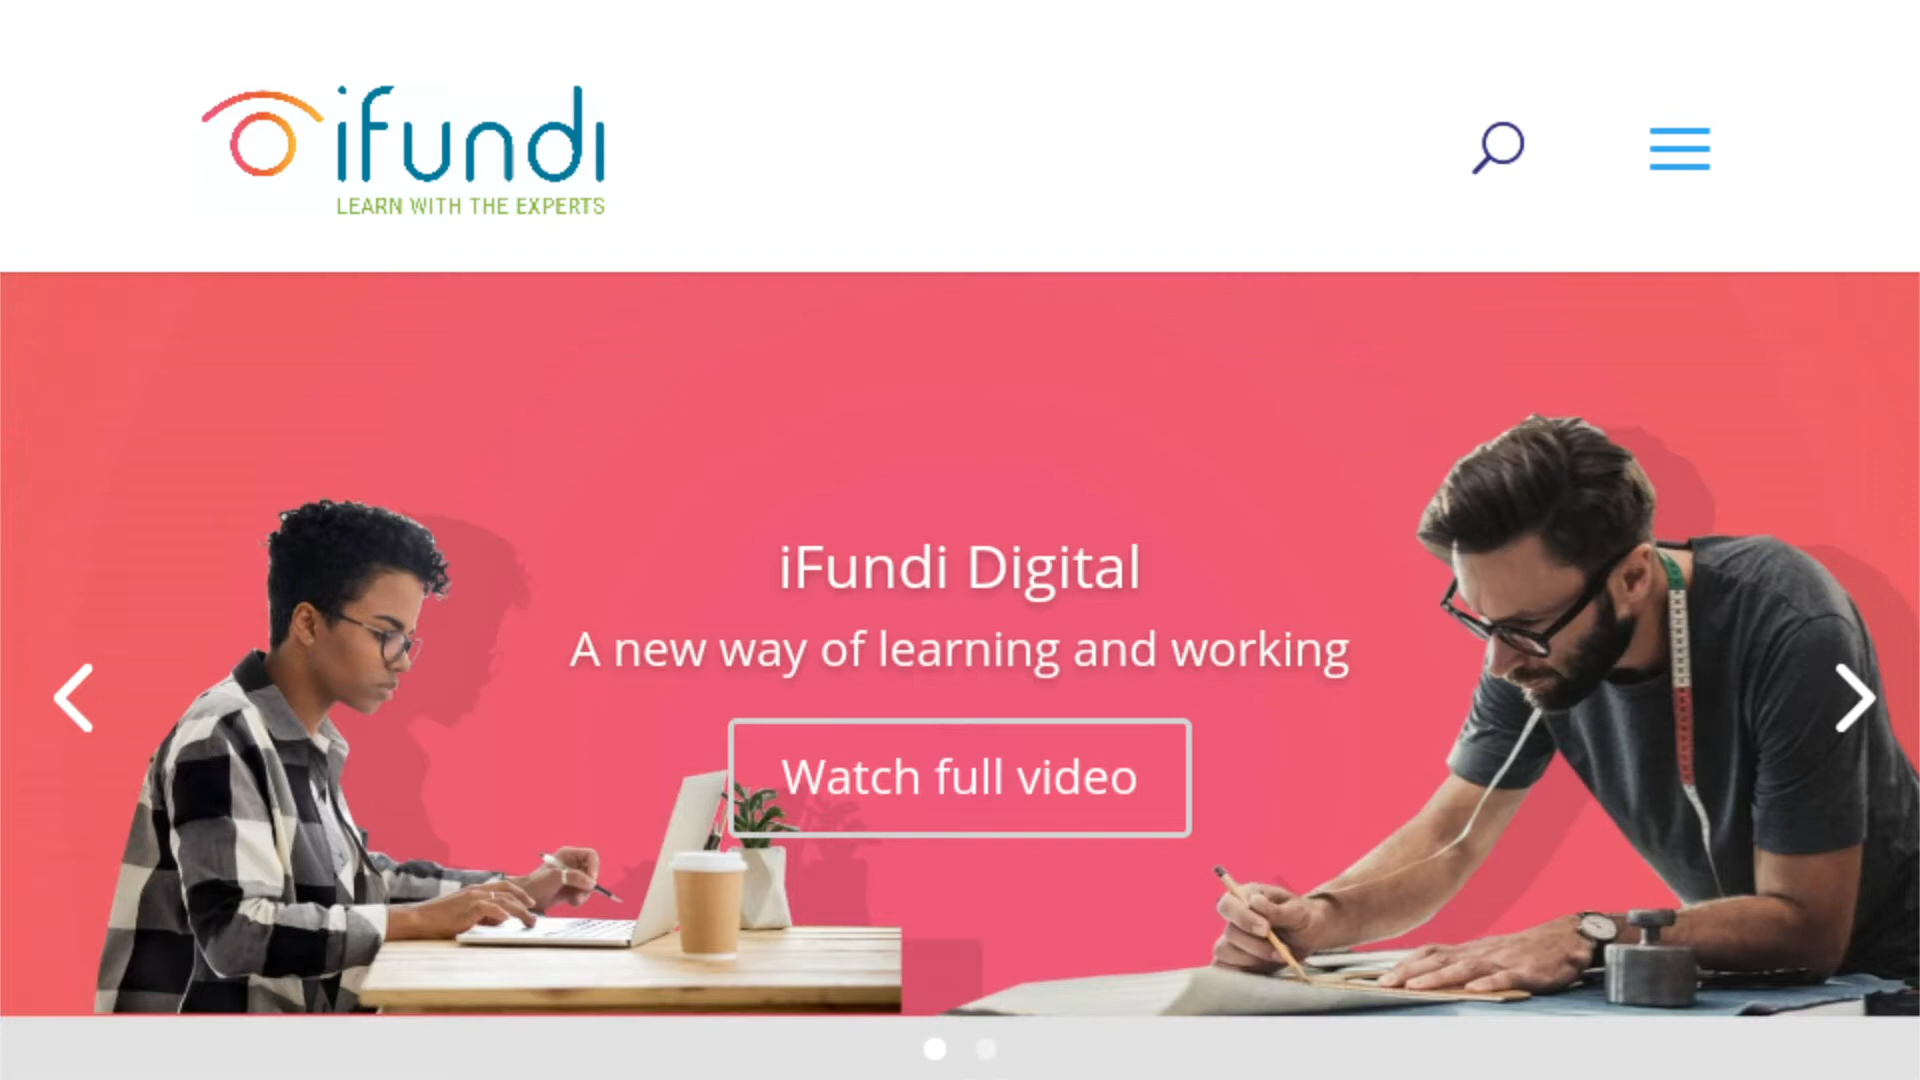 ifundi
LEARN WITH THE EXPERTS
iFundi Digital
A new way of learning and working
Watch full video